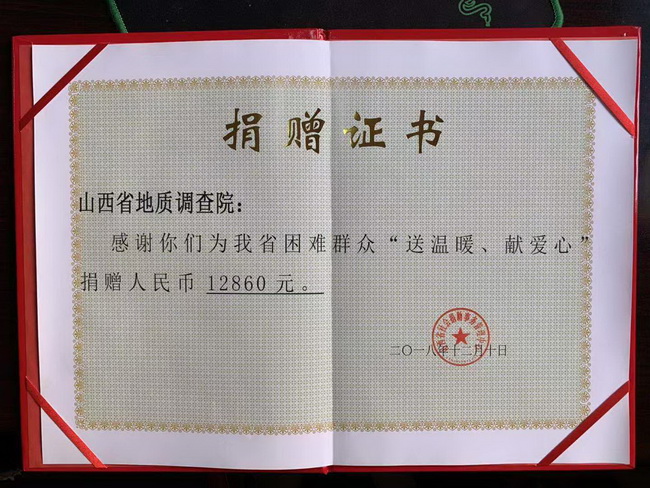 捐赠证书
山西省地质调查院：
感谢你们为我省困难群众“送温暖、献爱心”
捐赠人民币 12860 元。
二〇一八年十二月十日